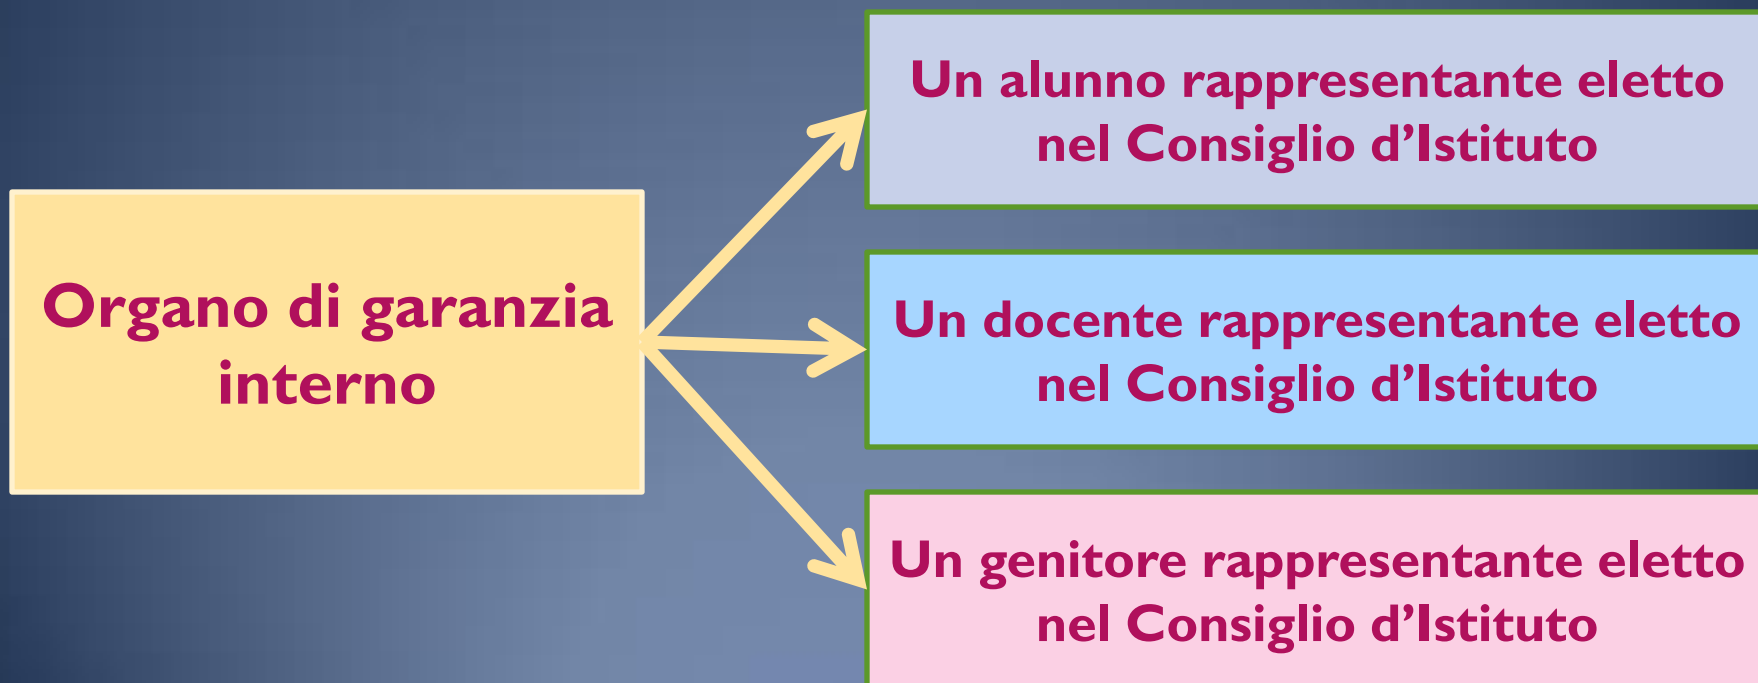 Organo di garanzia
interno
Un alunno rappresentante eletto
nel Consiglio d’Istituto
Un docente rappresentante eletto
nel Consiglio d’Istituto
Un genitore rappresentante eletto
nel Consiglio d’Istituto